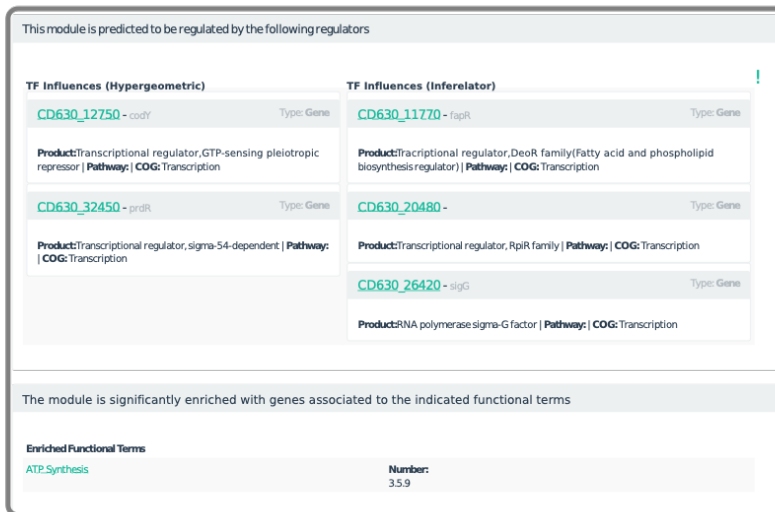 This module is predicted to be regulated by the following regulators
!
TF Influences (Hypergeometric)
CD630_12750 - codY
Type: Gene
Product:Transcriptional regulator,GTP-sensing pleiotropic
repressor | Pathway: | COG: Transcription
CD630_32450 - prdR
Type: Gene
Product:Transcriptional regulator, sigma-54-dependent | Pathway:
| COG: Transcription
TF Influences (Inferelator)
CD630_11770 - fapR
Type: Gene
Product:Tracriptional regulator,DeoR family(Fatty acid and phospholipid
biosynthesis regulator) | Pathway: | COG: Transcription
CD630_20480 -
Type: Gene
Product:Transcriptional regulator, RpiR family | Pathway: | COG: Transcription
CD630_26420 - sigG
Type: Gene
Product:RNA polymerase sigma-G factor | Pathway: | COG: Transcription
The module is significantly enriched with genes associated to the indicated functional terms
Enriched Functional Terms
ATP Synthesis
Number:
3.5.9